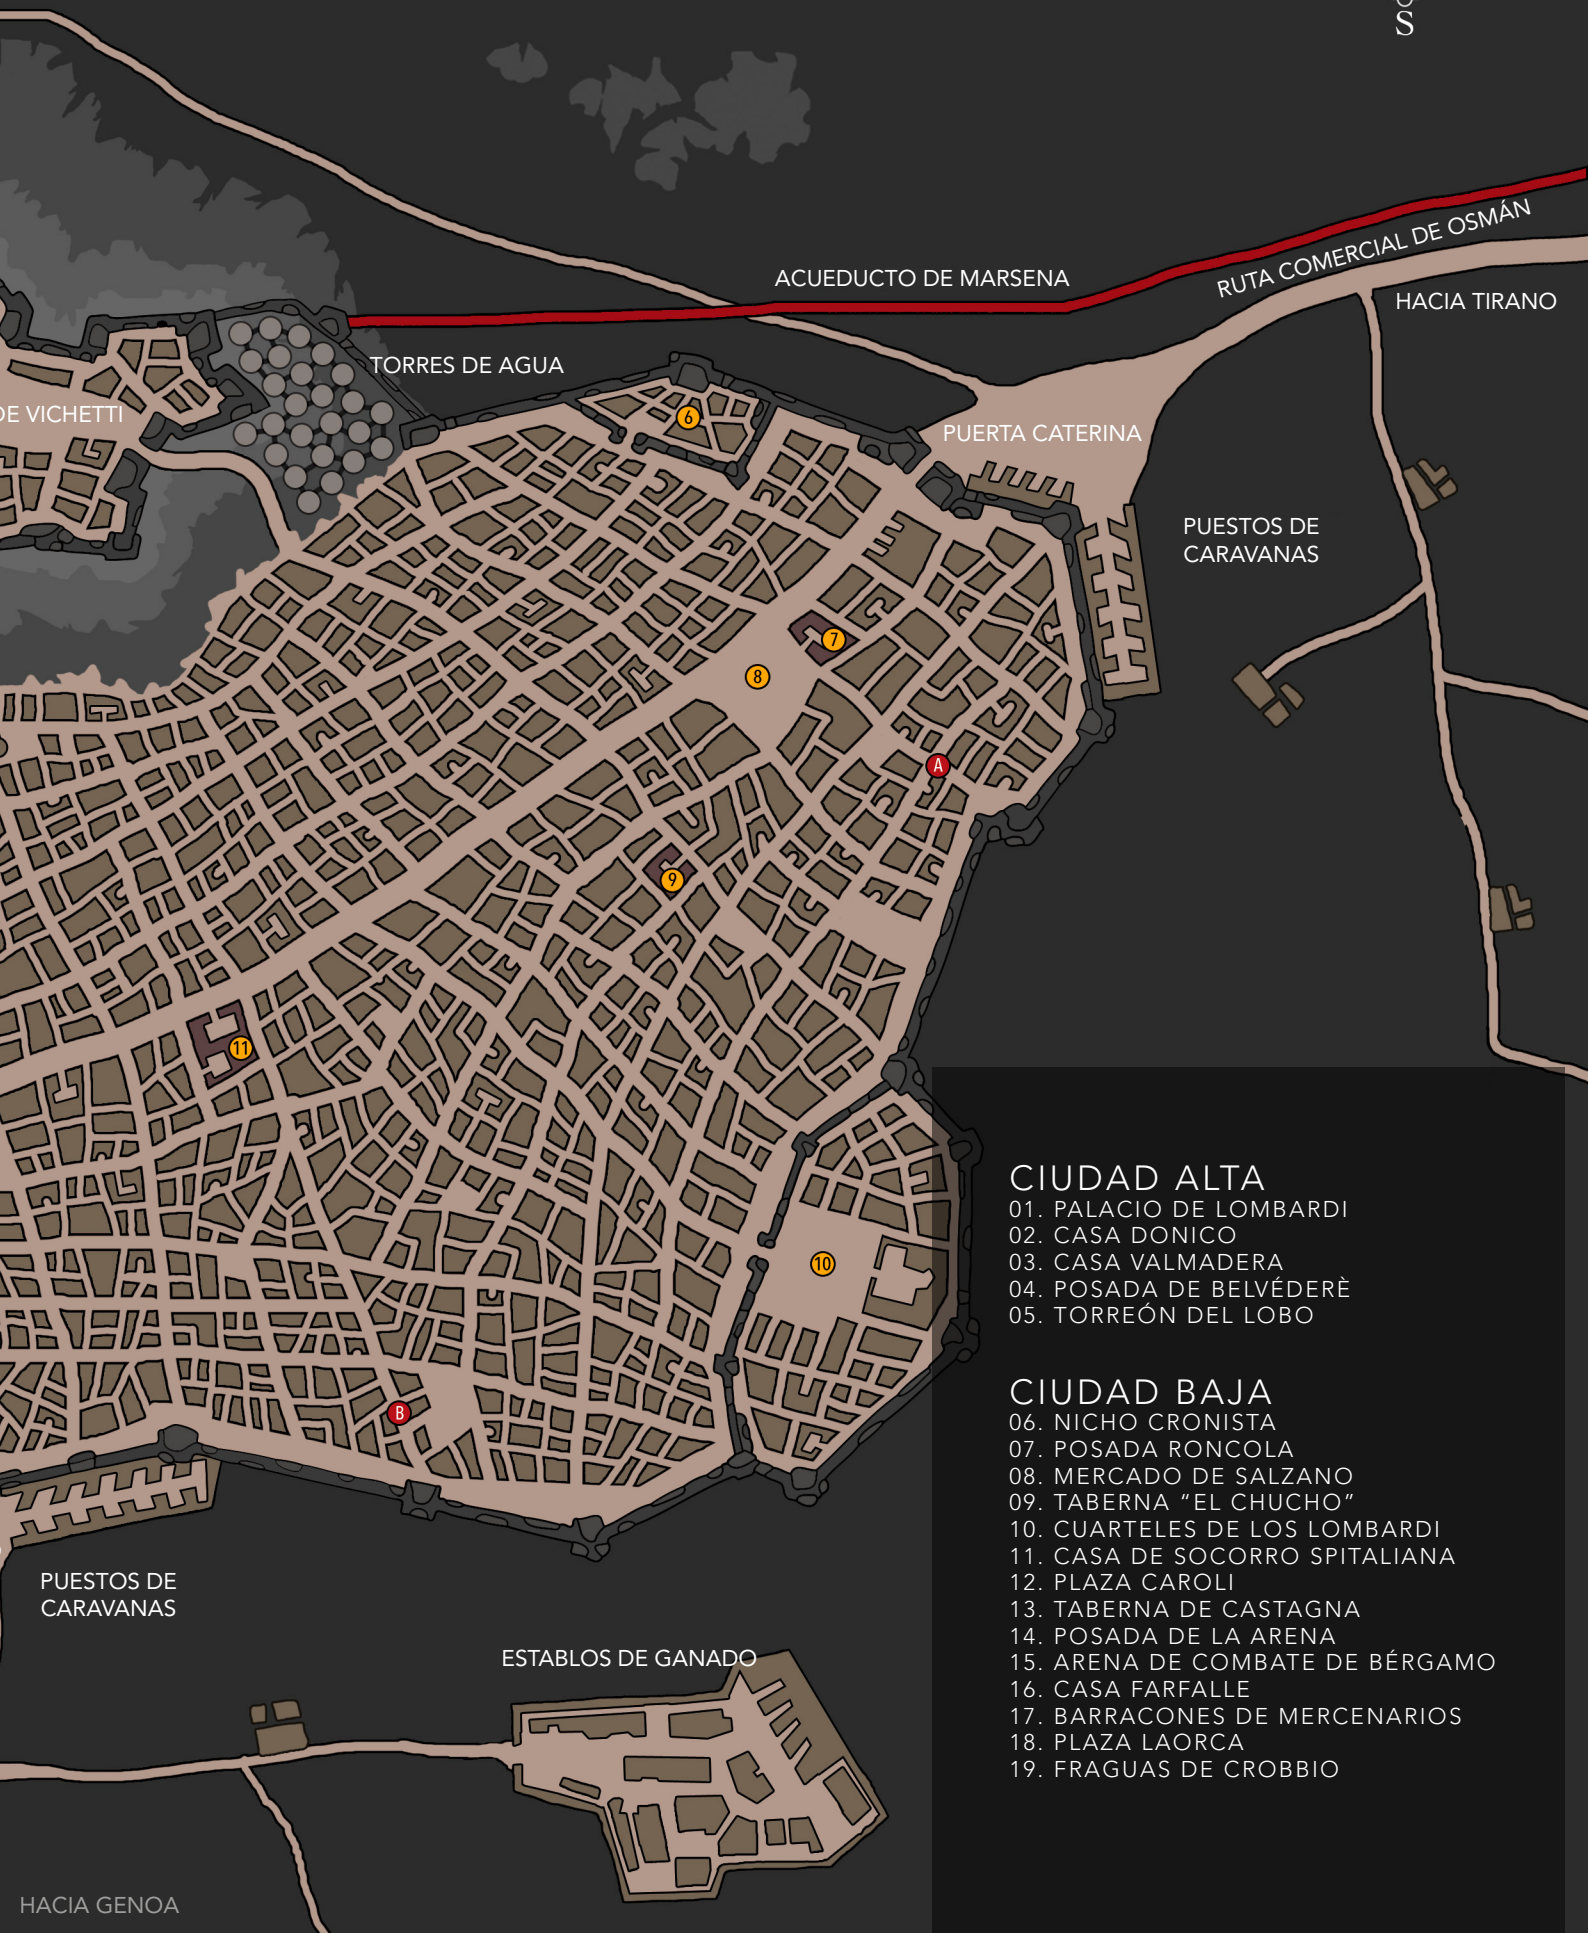 S
RUTA COMERCIAL DE OSMÁN
ACUEDUCTO DE MARSENA
HACIA TIRANO
TORRES DE AGUA
DE VICHETTI
6
PUERTA CATERINA
PUESTOS DE
CARAVANAS
7
8
A
9
11
10
B
CIUDAD ALTA
01. PALACIO DE LOMBARDI
02. CASA DONICO
03. CASA VALMADERA
04. POSADA DE BELVÉDERÈ
05. TORREÓN DEL LOBO
CIUDAD BAJA
06. NICHO CRONISTA
07. POSADA RONCOLA
08. MERCADO DE SALZANO
09. TABERNA “EL CHUCHO”
10. CUARTELES DE LOS LOMBARDI
11. CASA DE SOCORRO SPITALIANA
12. PLAZA CAROLI
13. TABERNA DE CASTAGNA
14. POSADA DE LA ARENA
15. ARENA DE COMBATE DE BÉRGAMO
16. CASA FARFALLE
17. BARRACONES DE MERCENARIOS
18. PLAZA LAORCA
19. FRAGUAS DE CROBBIO
PUESTOS DE
CARAVANAS
ESTABLOS DE GANADO
HACIA GENOA